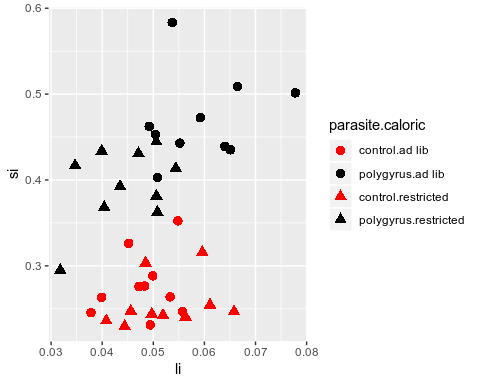 0.6
0.5
0.4
0.3
si
0.03
0.04
0.05
0.06
0.07
0.08
li
parasite.caloric
control.ad lib
polygyrus.ad lib
control.restricted
polygyrus.restricted